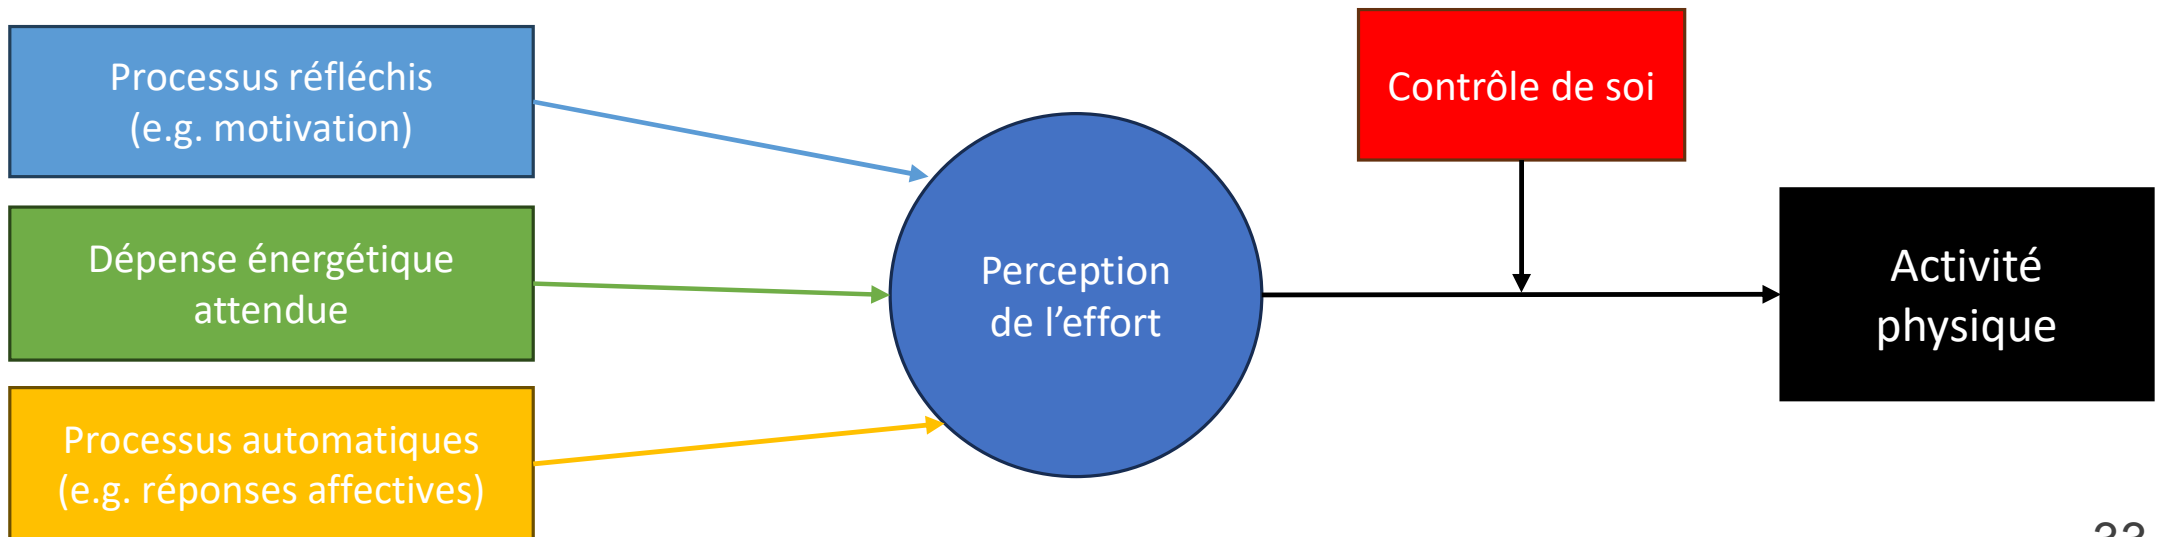 Processus réfléchis
(e.g. motivation)
Dépense énergétique
attendue
Processus automatiques
(e.g. réponses affectives)
Perception
de l’effort
Contrôle de soi
Activité
physique